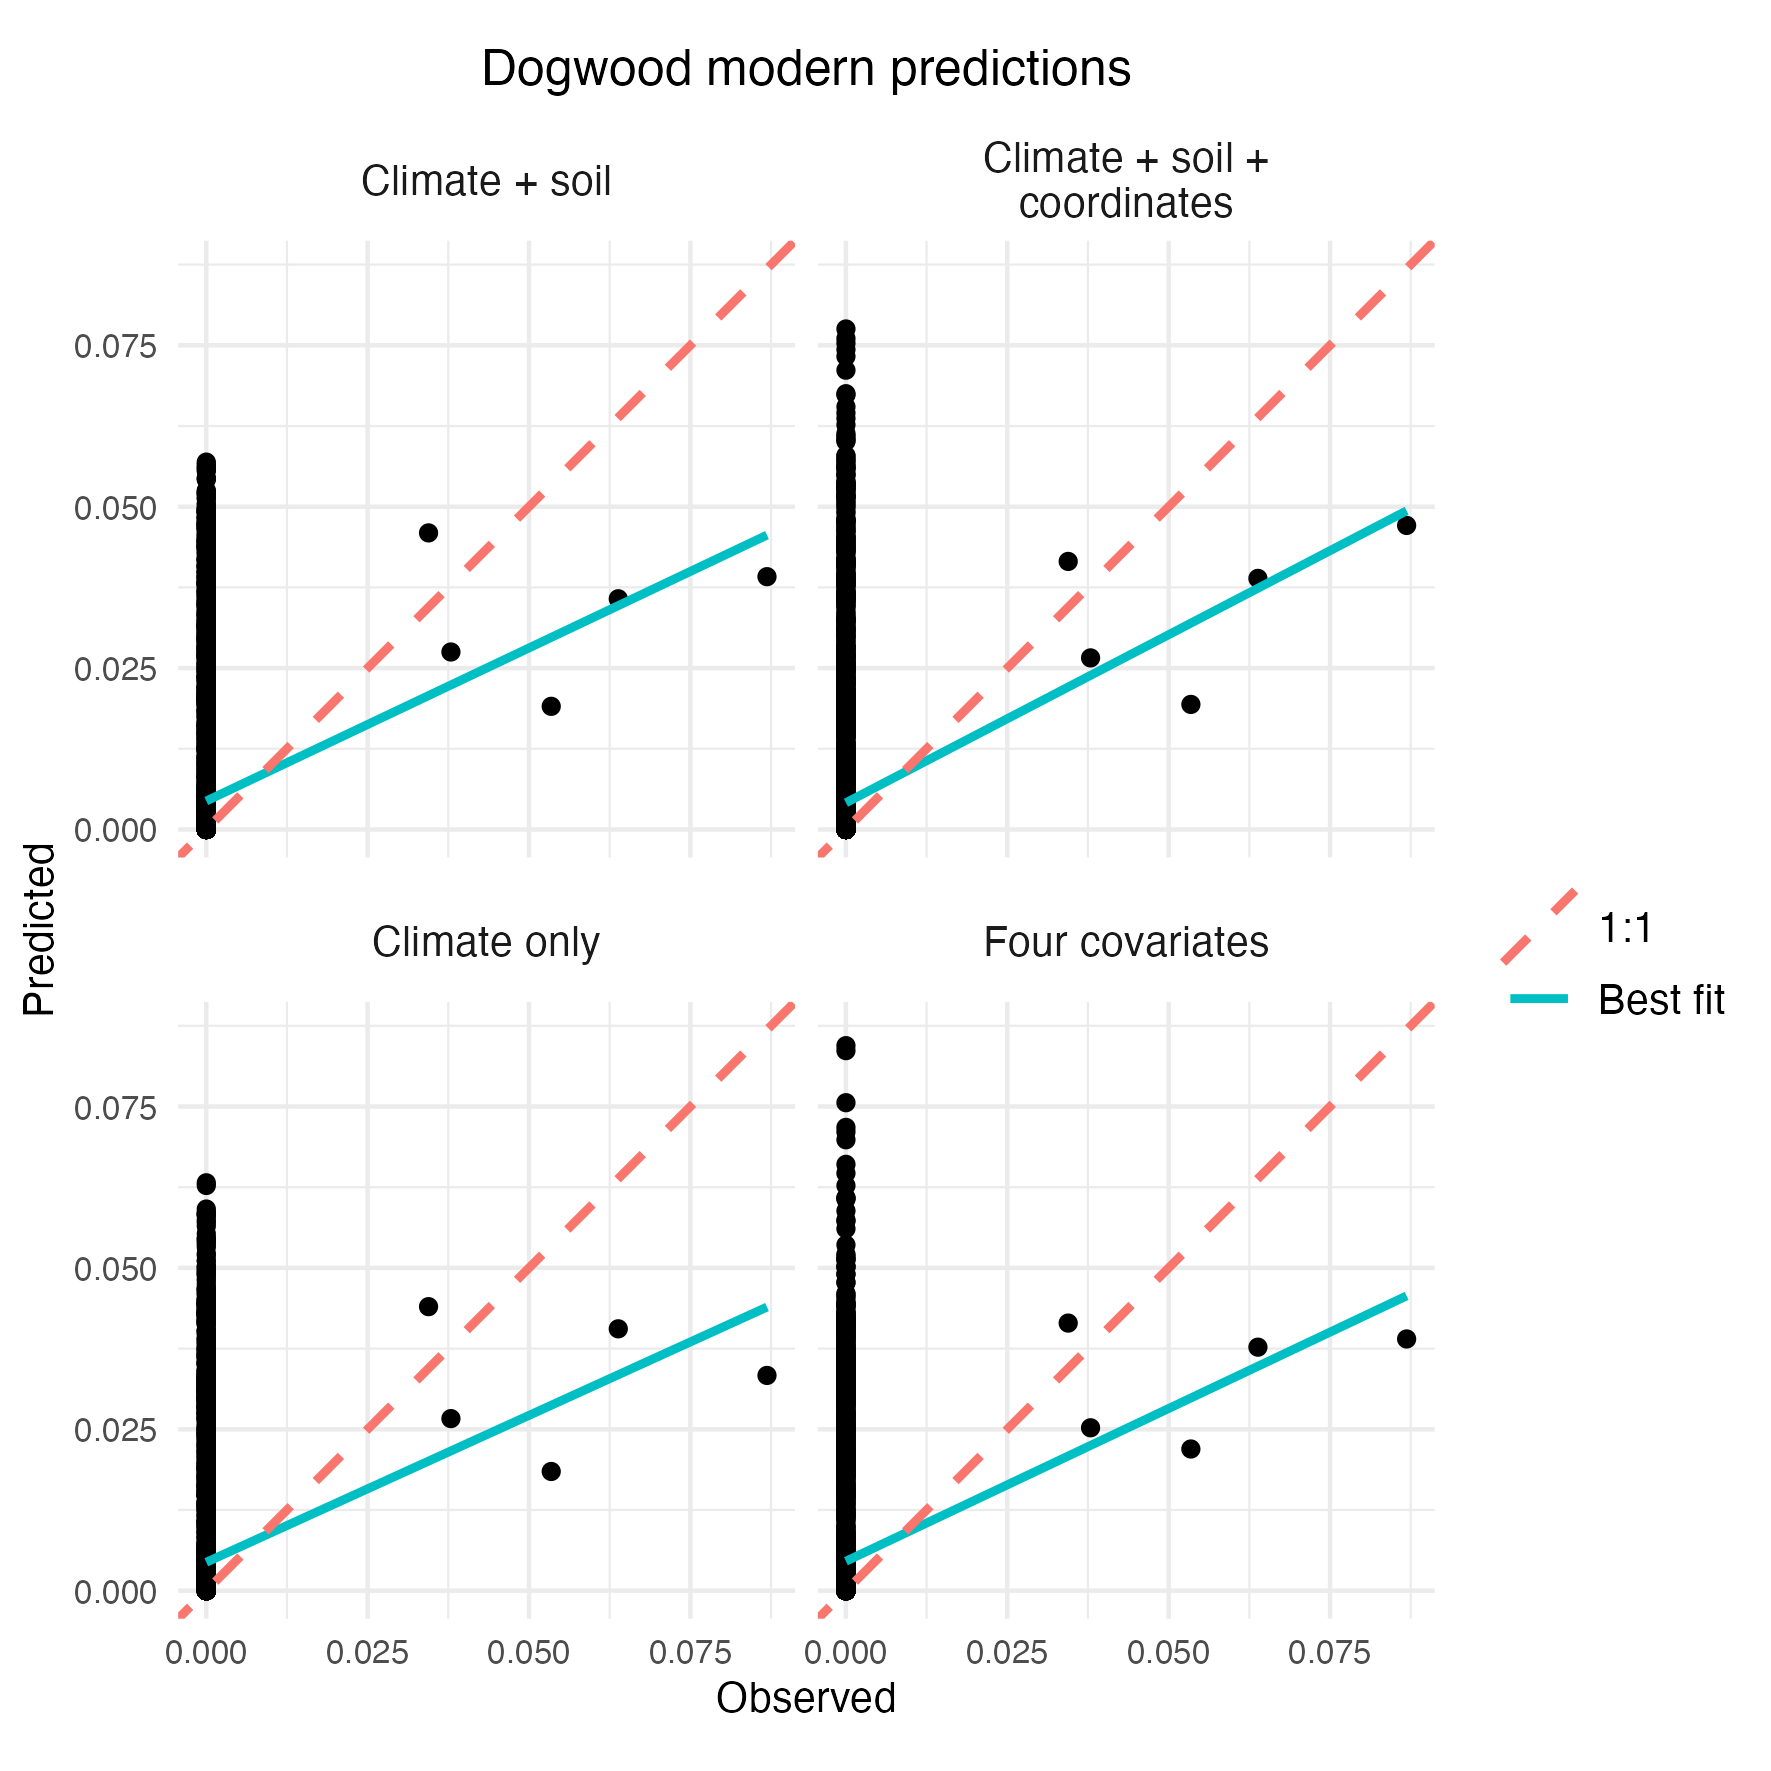 Dogwood modern predictions
Climate + soil
Climate + soil +
coordinates
0.075
0.050
0.025
0.000
Predicted
Climate only
Four covariates
1:1
Best fit
0.075
0.050
0.025
0.000
0.000 0.025 0.050 0.075 0.000 0.025 0.050 0.075
Observed